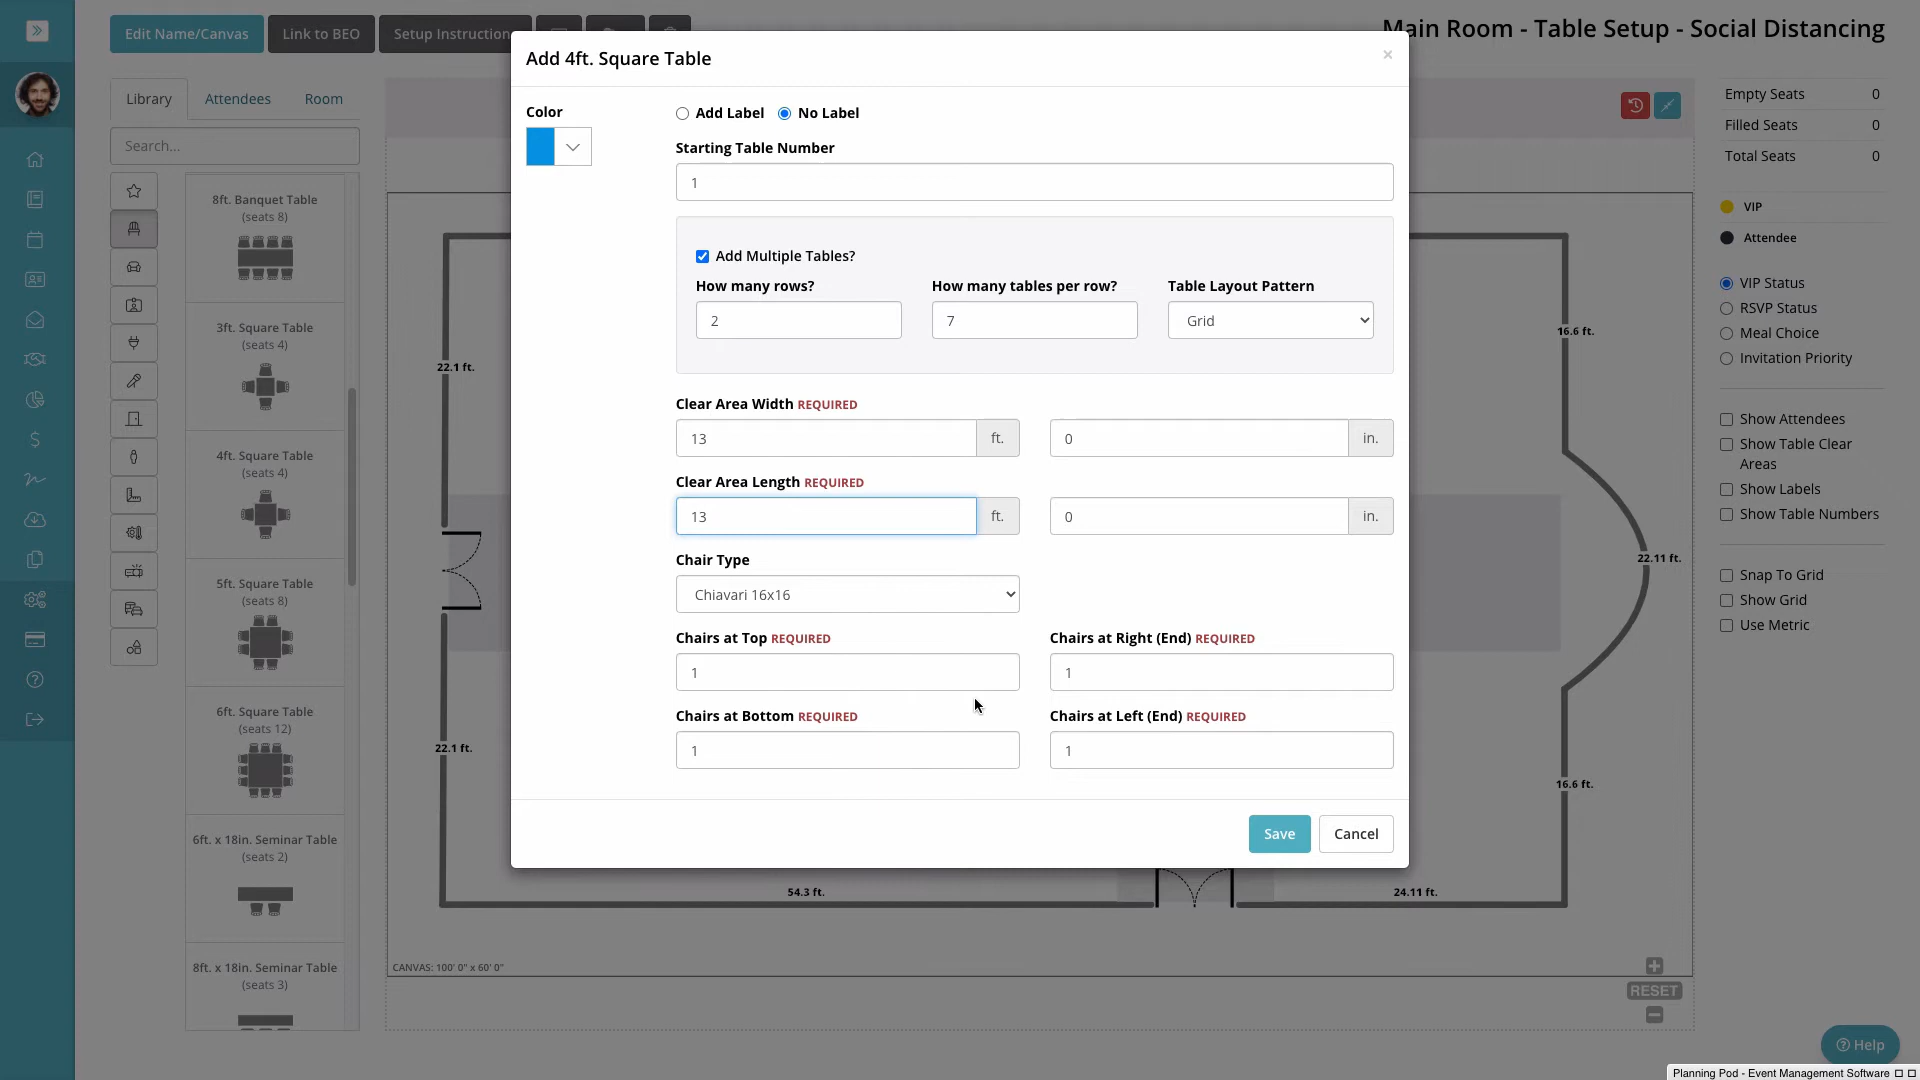 Edit Name/Canvas
Link to BEO
Main Room - Table Setup - Social Distancing
Library
Attendees
Room
Search...
8ft. Banquet Table
(seats 8)
3ft. Square Table
(seats 4)
4ft. Square Table
(seats 4)
5ft. Square Table
(seats 8)
6ft. Square Table
(seats 12)
6ft. x 18in. Seminar Table
(seats 2)
8ft. x 18in. Seminar Table
(seats 3)
22.1 ft.
22.1 ft.
54.3 ft.
24.11 ft.
16.6 ft.
22.11 ft.
16.6 ft.
CANVAS: 100' 0" x 60' 0"
RESET
Add 4ft. Square Table
×
Color
Add Label
No Label
Starting Table Number
1
Add Multiple Tables?
How many rows?
How many tables per row?
Table Layout Pattern
2
7
Grid
Clear Area Width REQUIRED
13
ft.
0
in.
Clear Area Length REQUIRED
13
ft.
0
in.
Chair Type
Chiavari 16x16
Chairs at Top REQUIRED
Chairs at Right (End) REQUIRED
1
1
Chairs at Bottom REQUIRED
Chairs at Left (End) REQUIRED
1
1
Save
Cancel
Empty Seats 0
Filled Seats 0
Total Seats 0
VIP
Attendee
VIP Status
RSVP Status
Meal Choice
Invitation Priority
Show Attendees
Show Table Clear
Areas
Show Labels
Show Table Numbers
Snap To Grid
Show Grid
Use Metric
Help
Planning Pod - Event Management Software